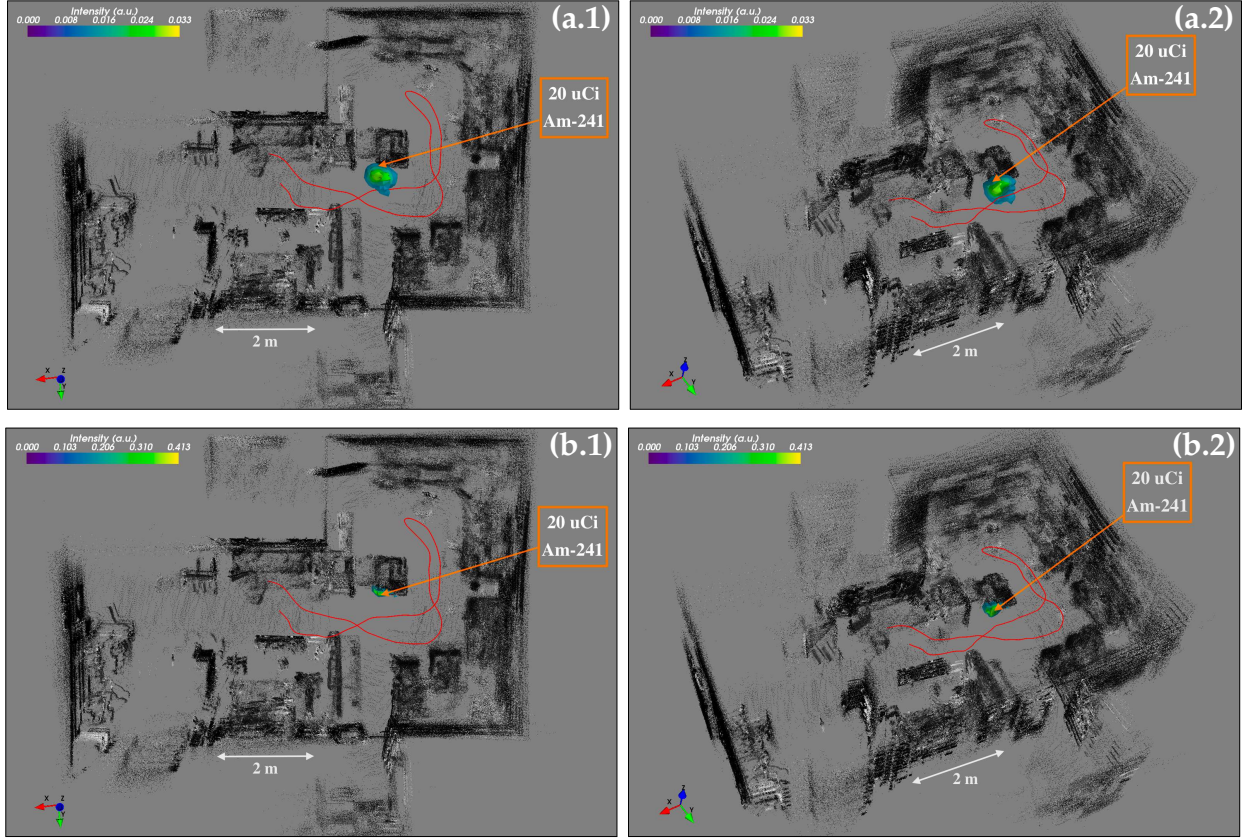 Intensity (a.u.)
0.000 0.008 0.016 0.024 0.033
(a.1)
20 uCi
Am-241
2 m
X Z
Y
Intensity (a.u.)
0.000 0.008 0.016 0.024 0.033
(a.2)
20 uCi
Am-241
2 m
Z
X
Y
Intensity (a.u.)
0.000 0.103 0.206 0.310 0.413
(b.1)
20 uCi
Am-241
2 m
X Z
Y
Intensity (a.u.)
0.000 0.103 0.206 0.310 0.413
(b.2)
20 uCi
Am-241
2 m
Z
X
Y